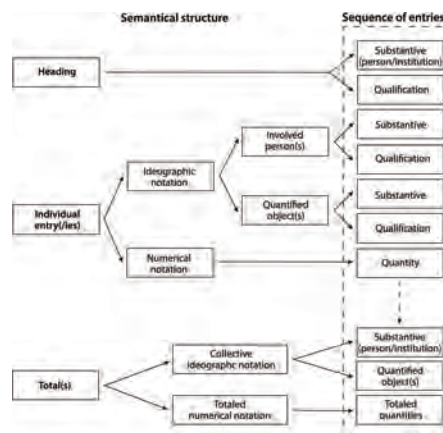 Semantical structure
Sequence of entries
Heading
Substantive
(person/institution)
Qualification
Individual
entry(/ies)
Ideographic
notation
Involved
person(s)
Substantive
Qualification
Quantified
object(s)
Substantive
Qualification
Numerical
notation
Quantity
Total(s)
Collective
ideographc notation
Substantive
(person/institution)
Quantified
object(s)
Totaled
numerical notation
Totaled
quantities